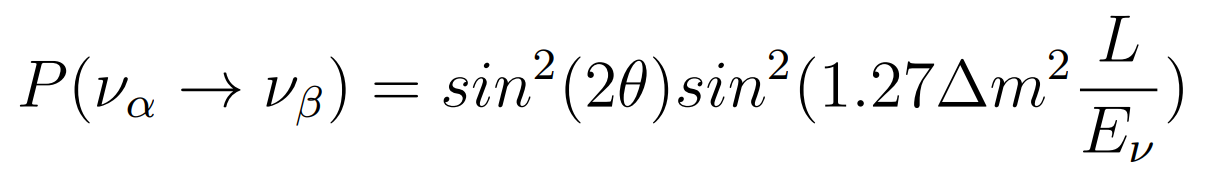 P(ν_α → ν_β) = sin²(2θ)sin²(1.27Δm² L/E_ν)